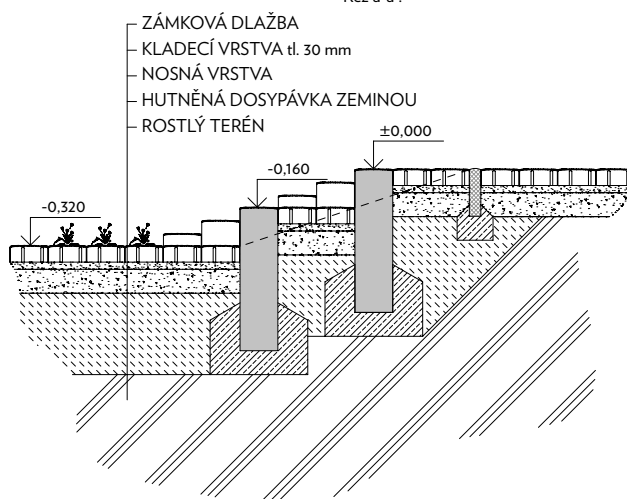 Řez a-a':
ZÁMKOVÁ DLAŽBA
KLADECÍ VRSTVA tl. 30 mm
NOSNÁ VRSTVA
HUTNĚNÁ DOSYPÁVKA ZEMINOU
ROSTLÝ TERÉN
±0,000
-0,160
-0,320